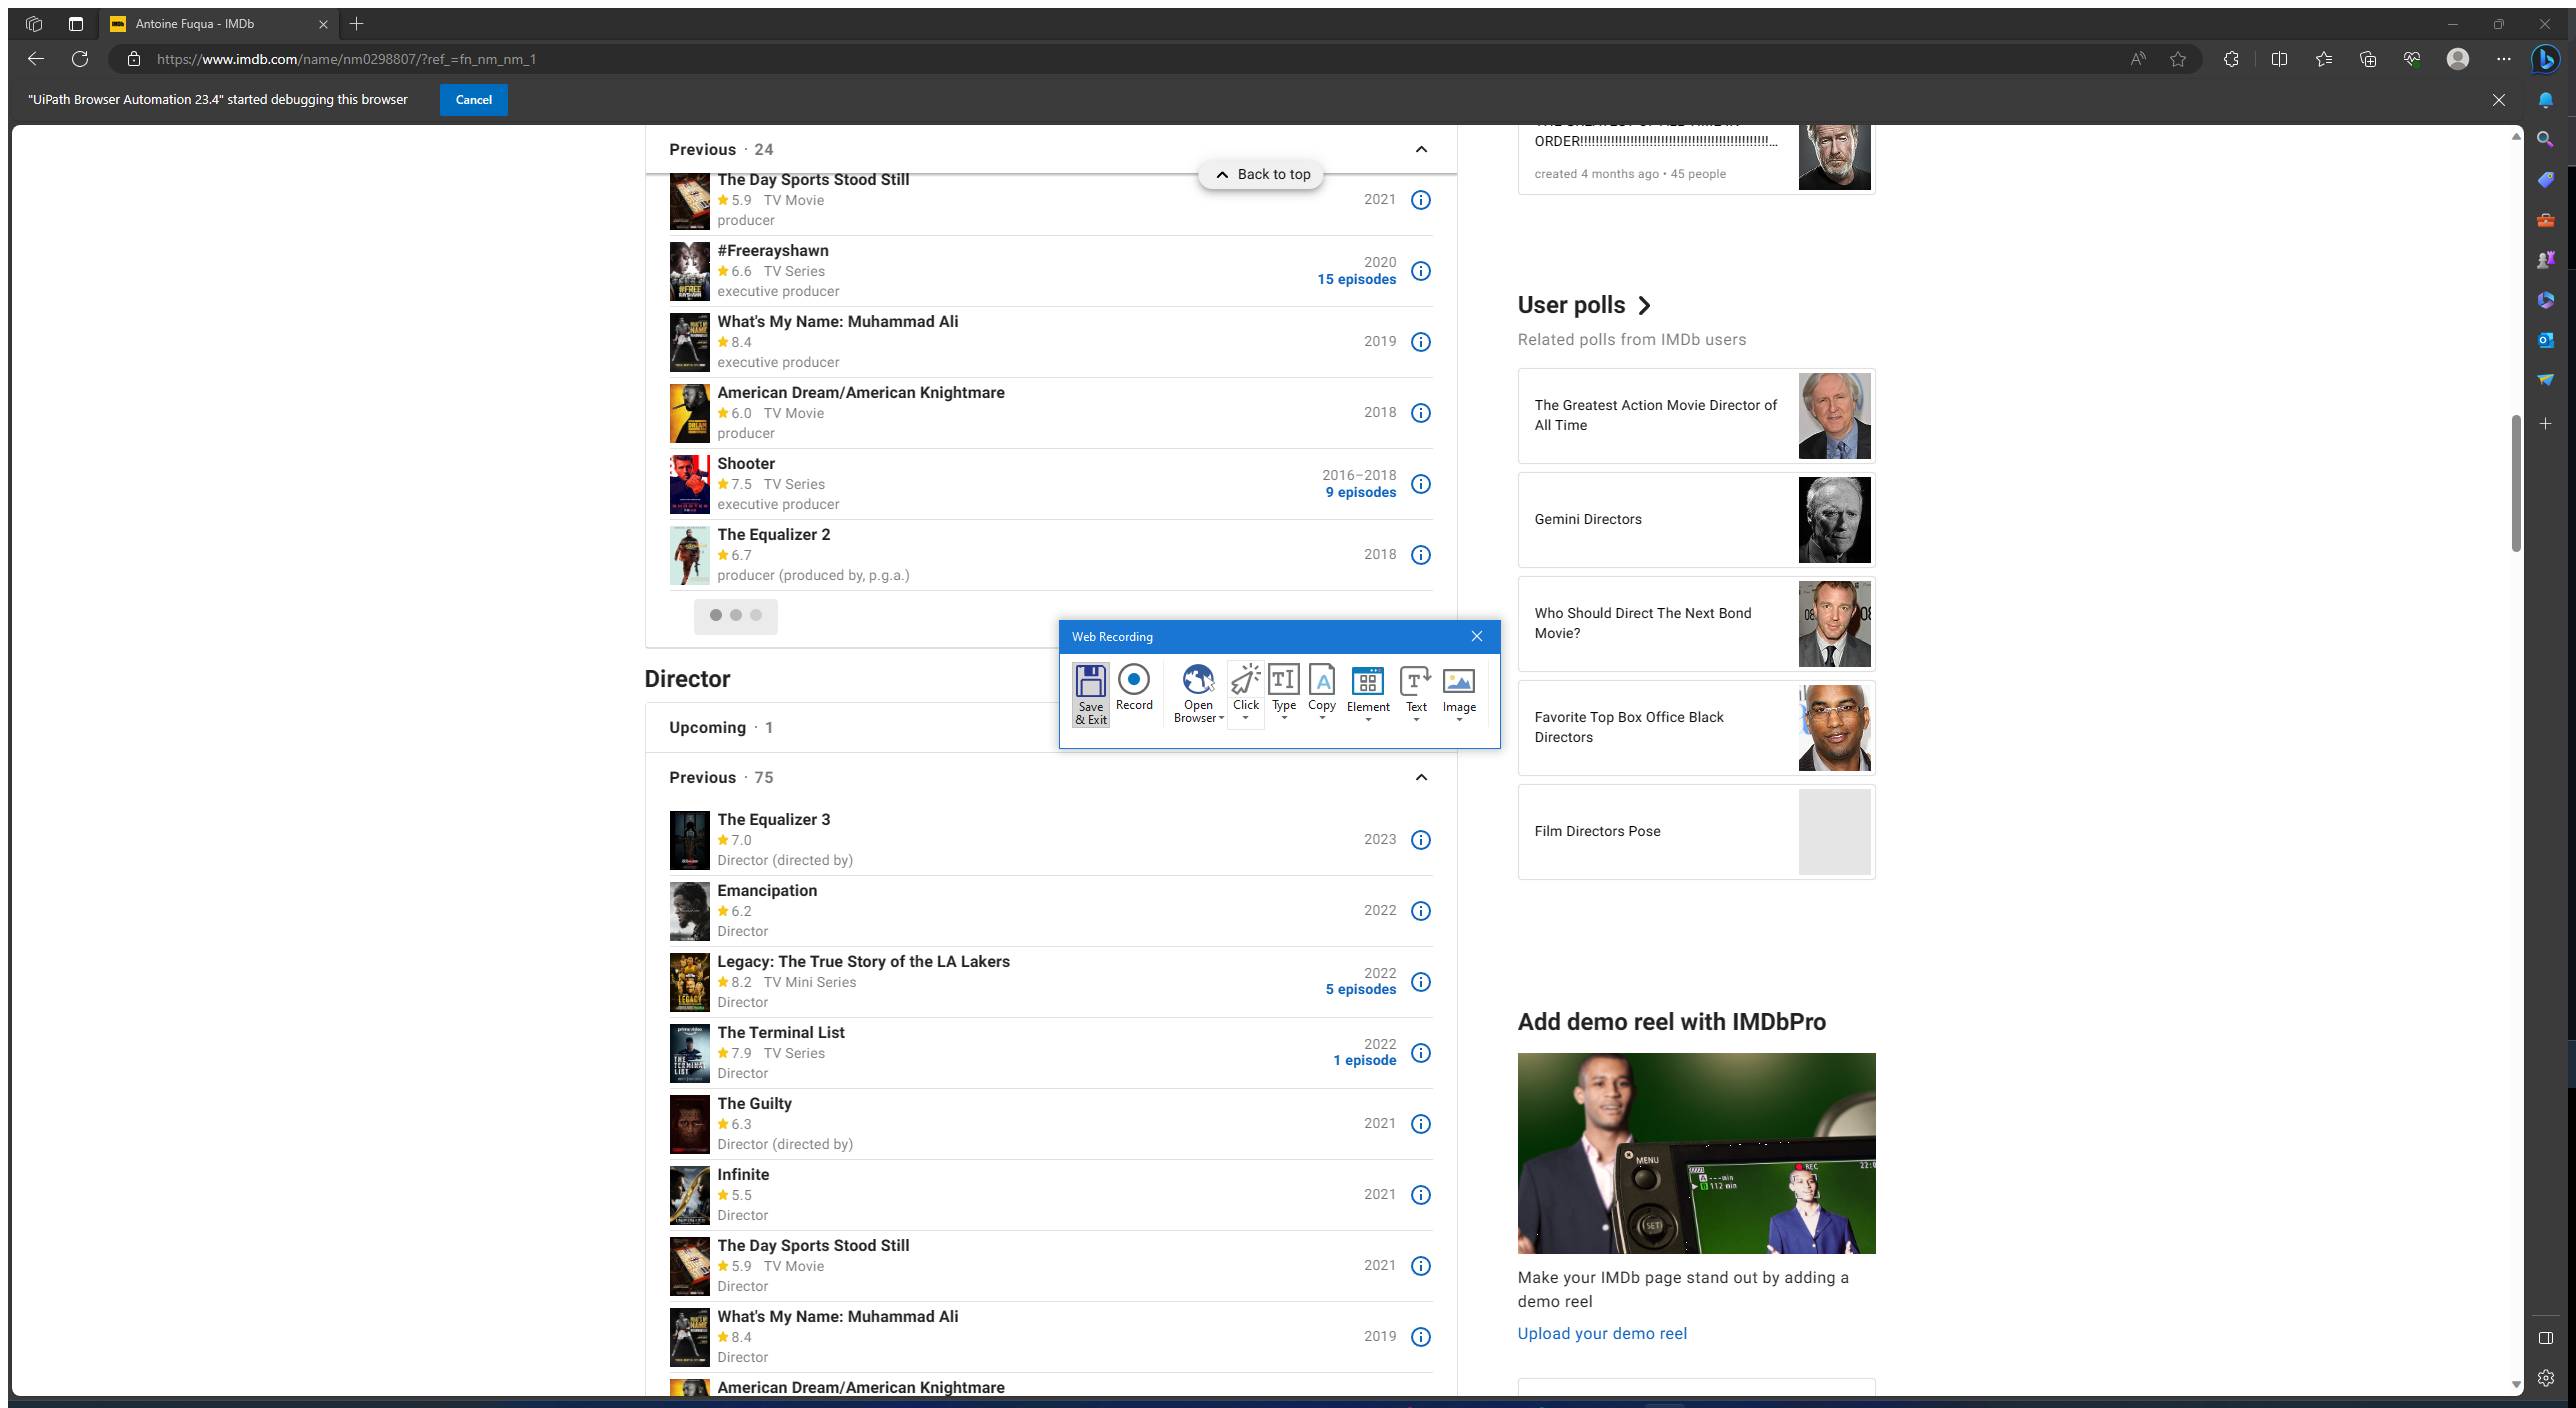 Antoine Fuqua - IMDb
https://www.imdb.com/name/nm0298807/?ref_=fn_nm_nm_1
"UiPath Browser Automation 23.4" started debugging this browser
Cancel
Previous · 24
Back to top
The Day Sports Stood Still
5.9 TV Movie
2021
producer
#Freerayshawn
6.6 TV Series
2020
15 episodes
executive producer
What's My Name: Muhammad Ali
8.4
2019
executive producer
American Dream/American Knightmare
6.0 TV Movie
2018
producer
Shooter
7.5 TV Series
2016–2018
9 episodes
executive producer
The Equalizer 2
6.7
2018
producer (produced by, p.g.a.)
Web Recording
Save & Exit
Record
Open Browser
Click
Type
Copy
Element
Text
Image
Director
Upcoming · 1
Previous · 75
The Equalizer 3
7.0
2023
Director (directed by)
Emancipation
6.2
2022
Director
Legacy: The True Story of the LA Lakers
8.2 TV Mini Series
2022
5 episodes
Director
The Terminal List
7.9 TV Series
2022
1 episode
Director
The Guilty
6.3
2021
Director (directed by)
Infinite
5.5
2021
Director
The Day Sports Stood Still
5.9 TV Movie
2021
Director
What's My Name: Muhammad Ali
8.4
2019
Director
American Dream/American Knightmare
ORDER!!!!!!!!!!!!!!!!!!!!!!!!!!!!!!!!!!!!!!!!!!!!!!!!!...
created 4 months ago • 45 people
User polls
Related polls from IMDb users
The Greatest Action Movie Director of
All Time
Gemini Directors
Who Should Direct The Next Bond
Movie?
Favorite Top Box Office Black
Directors
Film Directors Pose
Add demo reel with IMDbPro
MENU
REC
112 min
SET
Make your IMDb page stand out by adding a
demo reel
Upload your demo reel